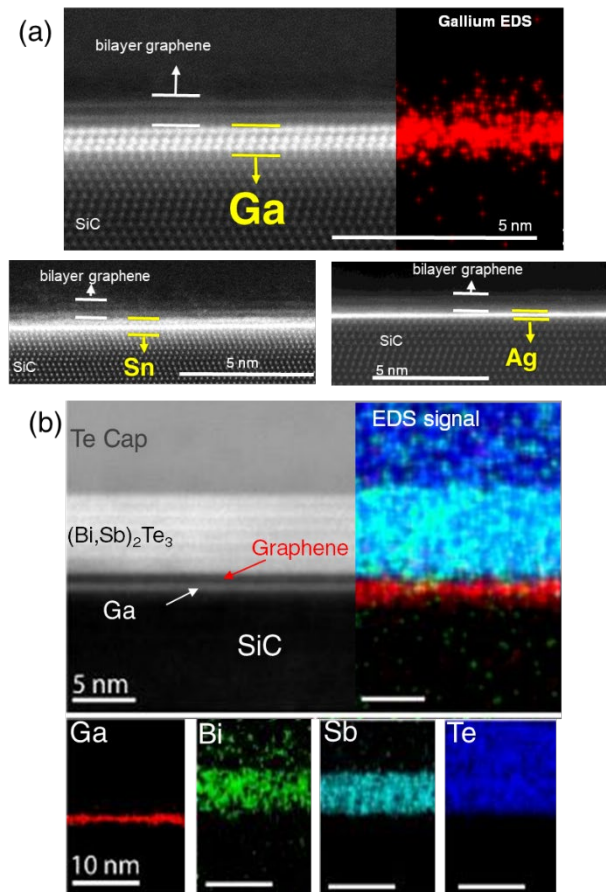 (a)
bilayer graphene
Gallium EDS
Ga
SiC
5 nm
bilayer graphene
SiC
Sn
5 nm
bilayer graphene
SiC
Ag
5 nm
(b)
Te Cap
EDS signal
(Bi,Sb)₂Te₃
Graphene
Ga
SiC
5 nm
Ga
Bi
Sb
Te
10 nm